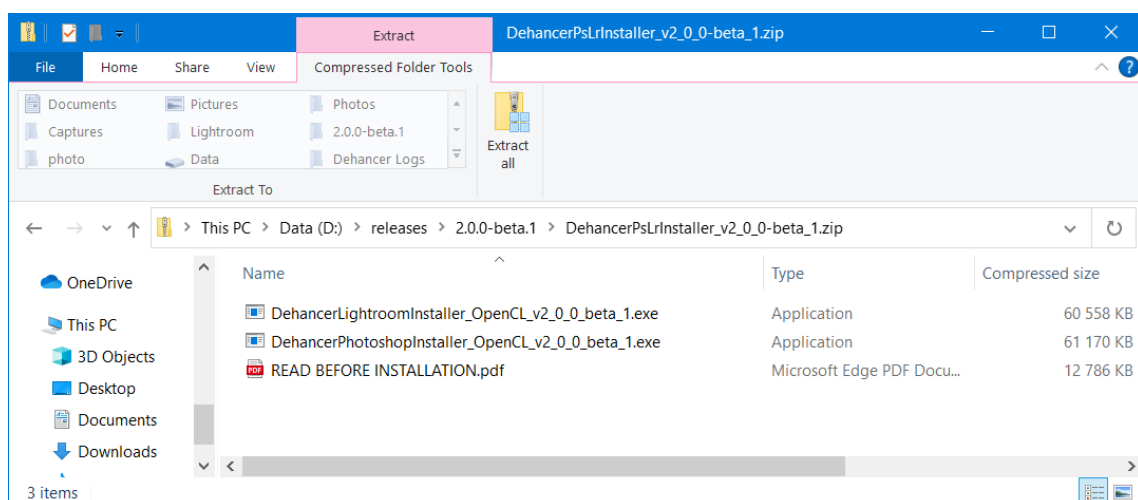 Extract
DehancerPsLrInstaller_v2_0_0-beta_1.zip
File Home Share View Compressed Folder Tools
?
Documents Pictures Photos
Captures Lightroom 2.0.0-beta.1
photo Data Dehancer Logs
Extract all
Extract To
This PC > Data (D:) > releases > 2.0.0-beta.1 > DehancerPsLrInstaller_v2_0_0-beta_1.zip
OneDrive
This PC
3D Objects
Desktop
Documents
Downloads
Name Type Compressed size
DehancerLightroomInstaller_OpenCL_v2_0_0_beta_1.exe Application 60 558 KB
DehancerPhotoshopInstaller_OpenCL_v2_0_0_beta_1.exe Application 61 170 KB
PDF READ BEFORE INSTALLATION.pdf Microsoft Edge PDF Docu... 12 786 KB
3 items